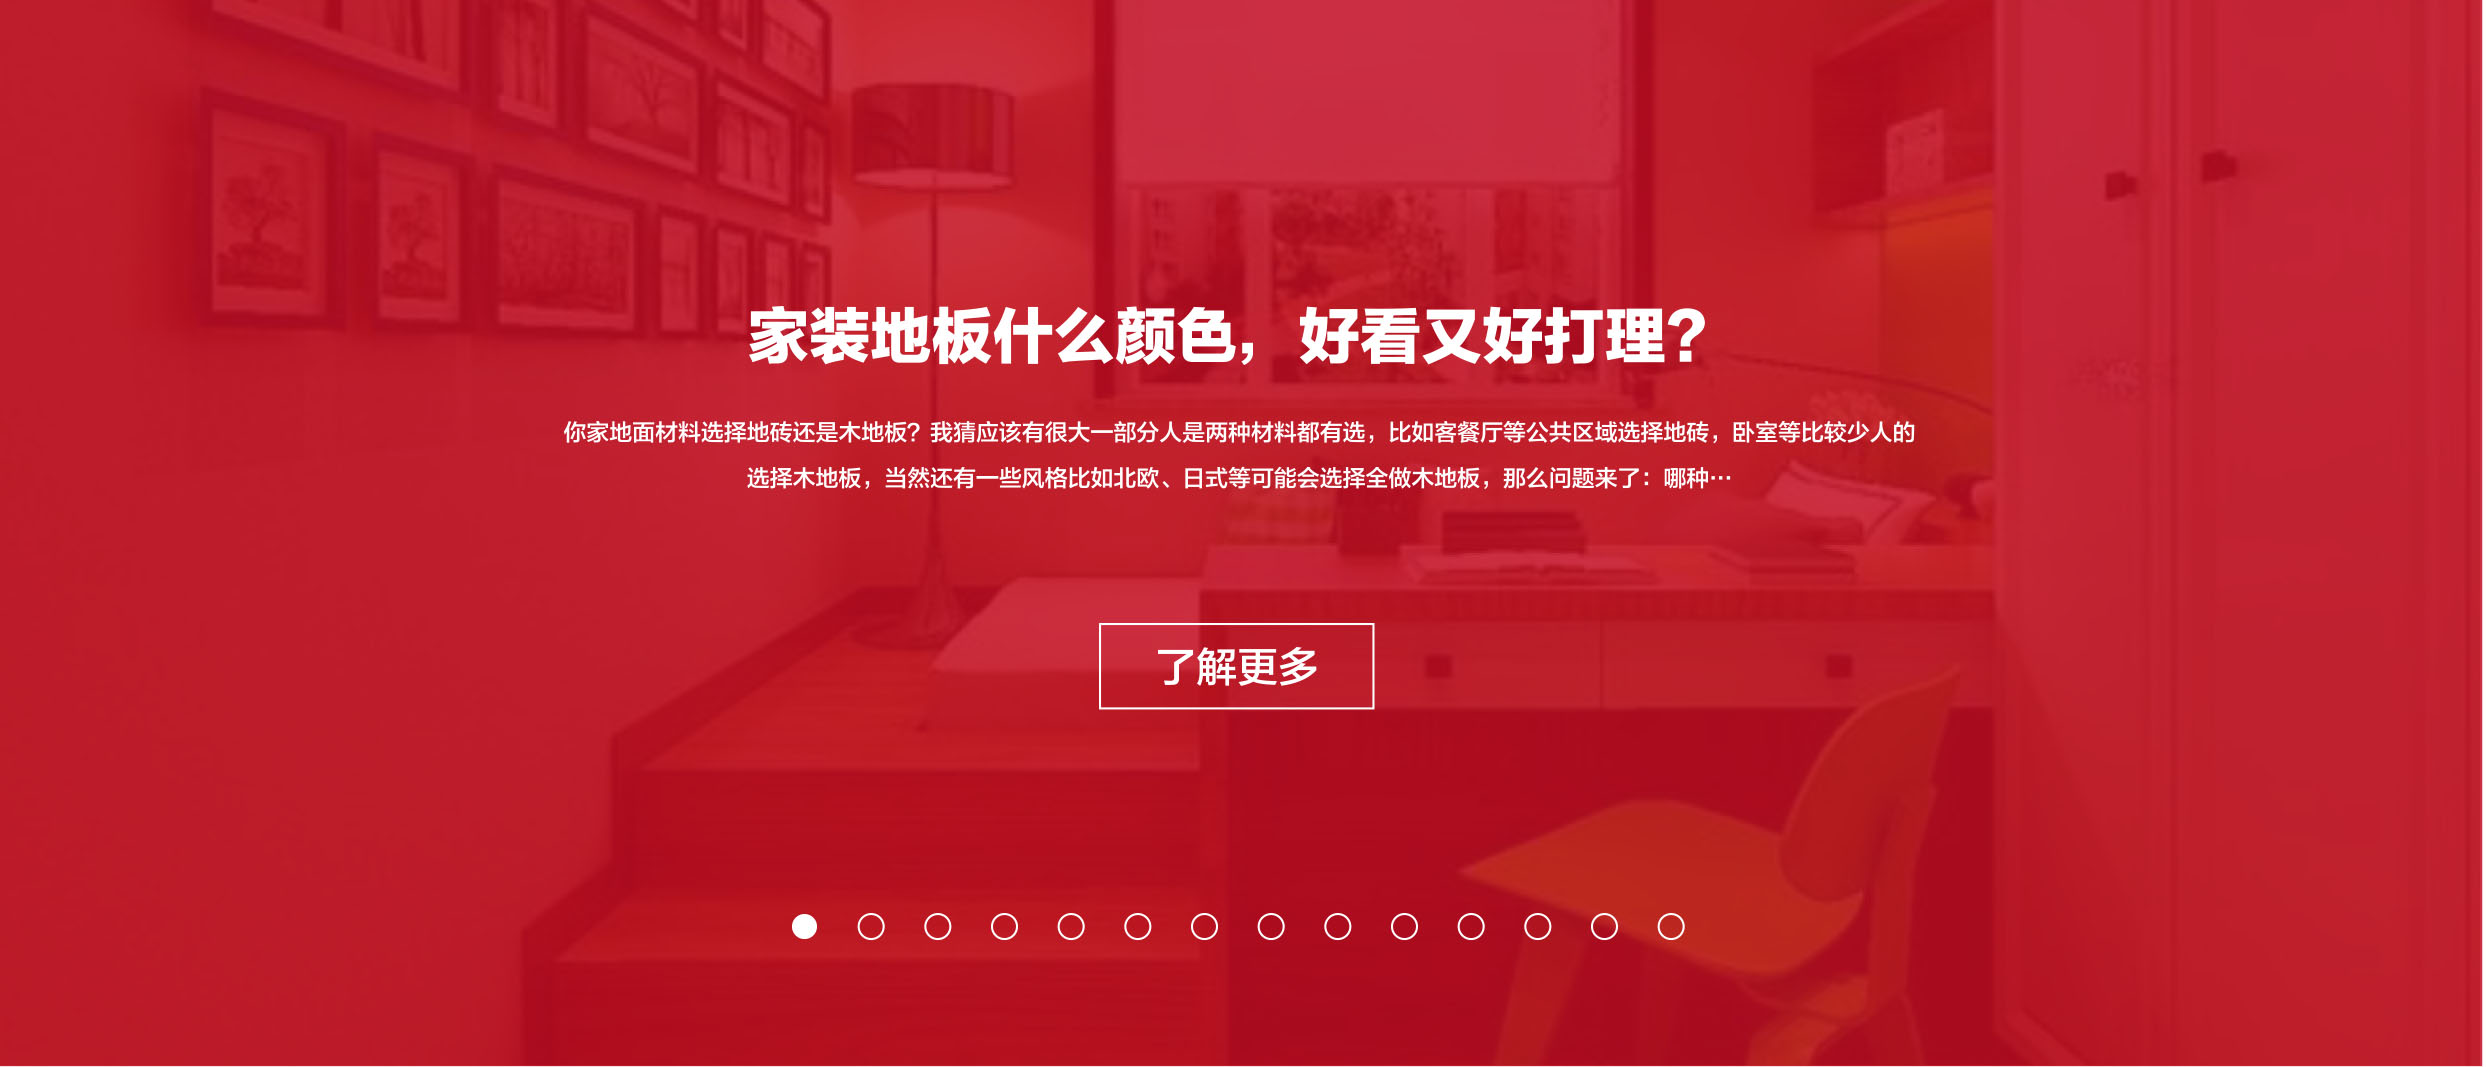 家装地板什么颜色，好看又好打理？
你家地面材料选择地砖还是木地板？我猜应该有很大一部分人是两种材料都有选，比如客餐厅等公共区域选择地砖，卧室等比较少人的
选择木地板，当然还有一些风格比如北欧、日式等可能会选择全做木地板，那么问题来了：哪种…
了解更多